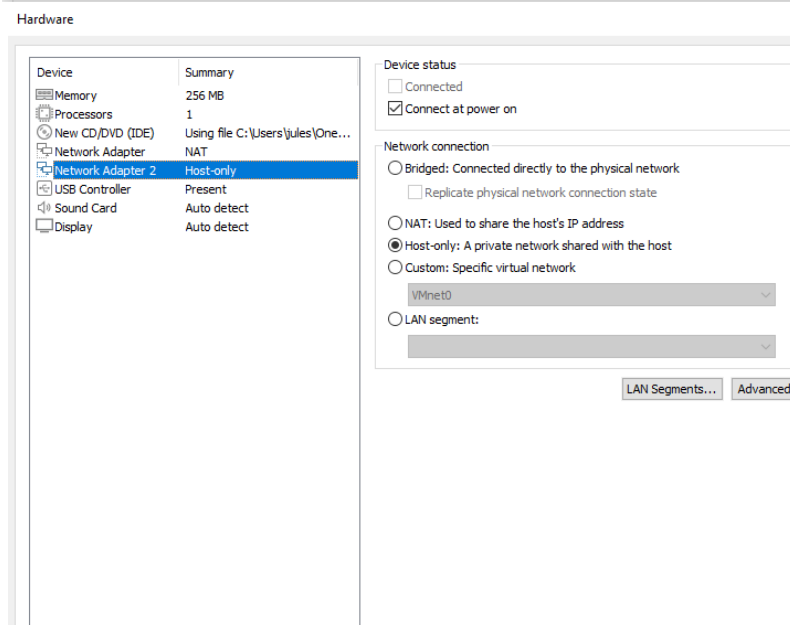 Hardware
Device Summary
Memory 256 MB
Processors 1
New CD/DVD (IDE) Using file C:\Users\jules\One...
Network Adapter NAT
Network Adapter 2 Host-only
USB Controller Present
Sound Card Auto detect
Display Auto detect
Device status
Connected
Connect at power on
Network connection
Bridged: Connected directly to the physical network
Replicate physical network connection state
NAT: Used to share the host's IP address
Host-only: A private network shared with the host
Custom: Specific virtual network
VMnet0
LAN segment:
LAN Segments... Advanced